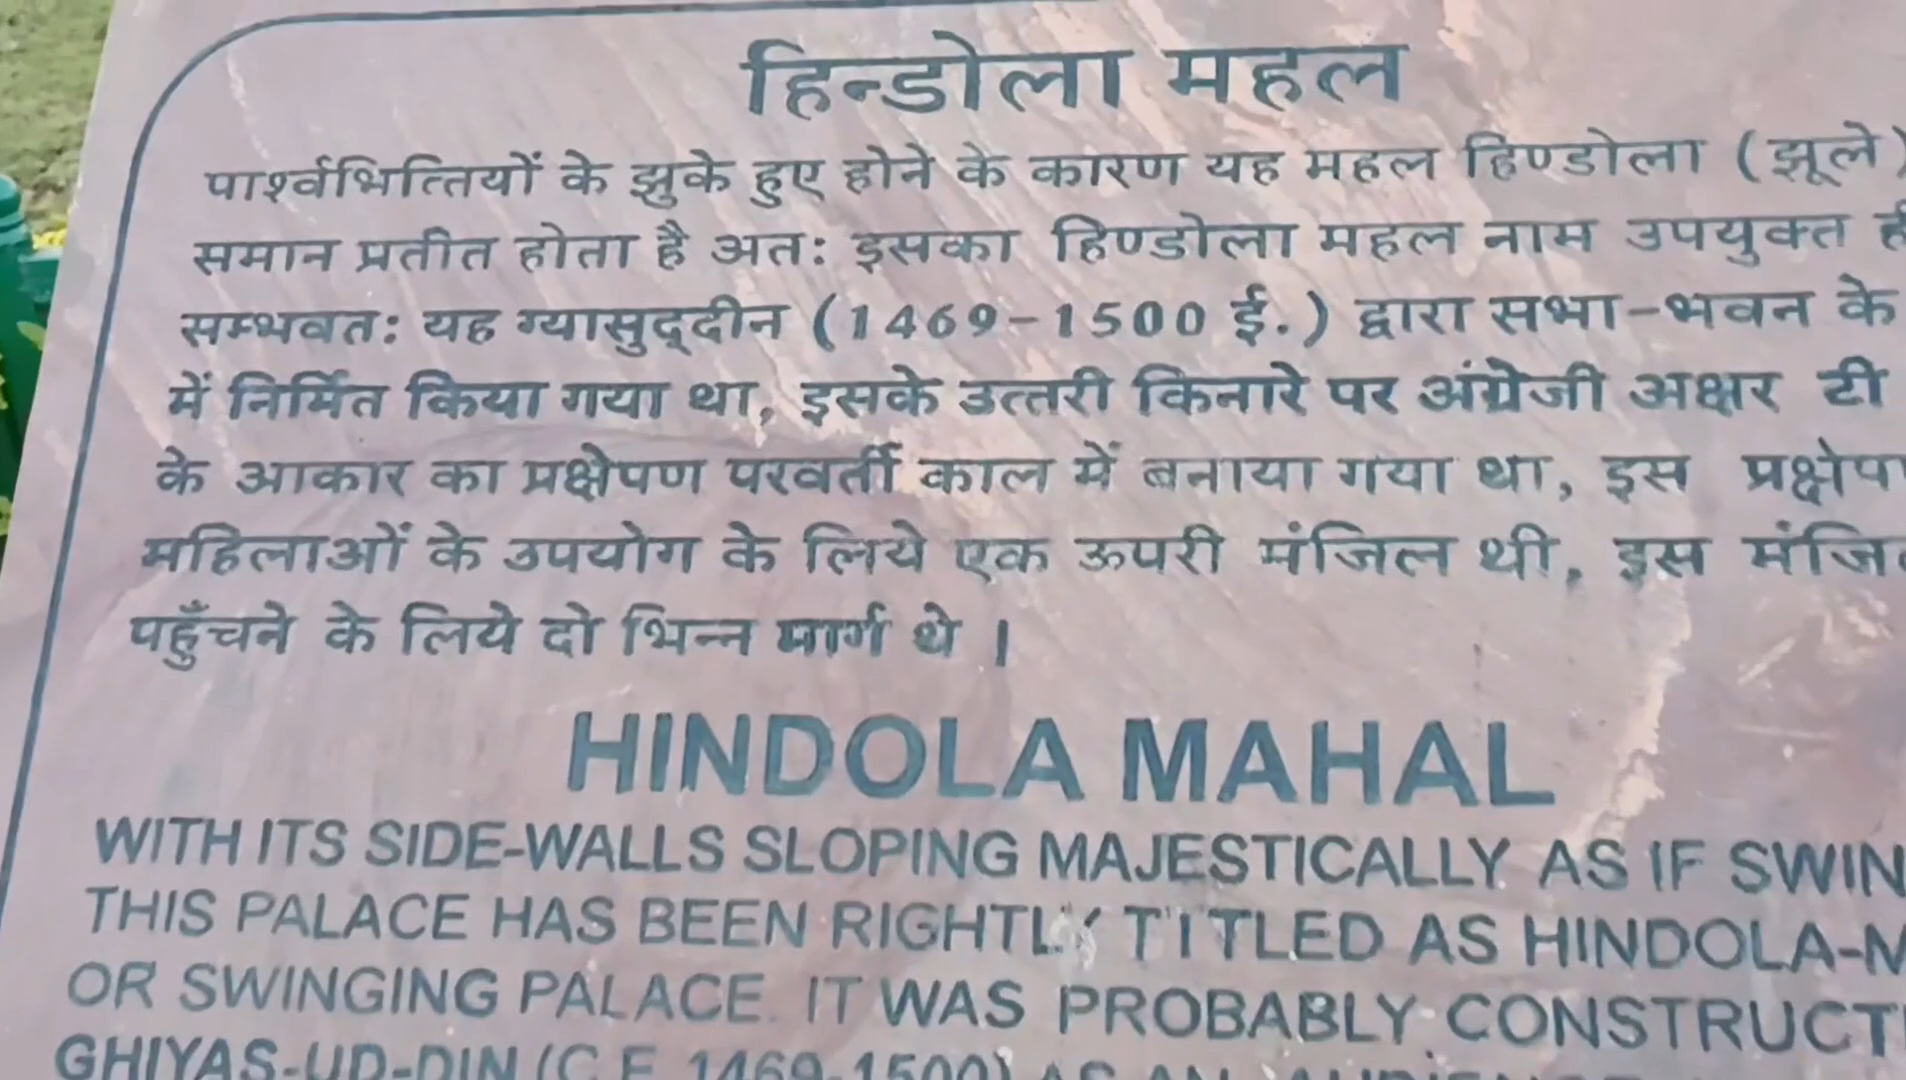 हिन्डोला महल
पार्श्वभित्तियों के झुके हुए होने के कारण यह महल हिण्डोला (झूले)
समान प्रतीत होता है अतः इसका हिण्डोला महल नाम उपयुक्त
सम्भवतः यह ग्यासुद्दीन (1469-1500 ई.) द्वारा सभा-भवन के
में निर्मित किया गया था, इसके उत्तरी किनारे पर अंग्रेजी अक्षर टी
के आकार का प्रक्षेपण परवर्ती काल में बनाया गया था, इस
महिलाओं के उपयोग के लिये एक ऊपरी मंजिल थी, इस
पहुँचने के लिये दो भिन्न मार्ग थे ।
HINDOLA MAHAL
WITH ITS SIDE-WALLS SLOPING MAJESTICALLY AS IF SWIN
THIS PALACE HAS BEEN RIGHTLY TITLED AS HINDOLA-M
OR SWINGING PALACE. IT WAS PROBABLY CONSTRUCT
GHIYAS-UD-DIN (C.E. 1469-1500) AS AN AUDIENCE